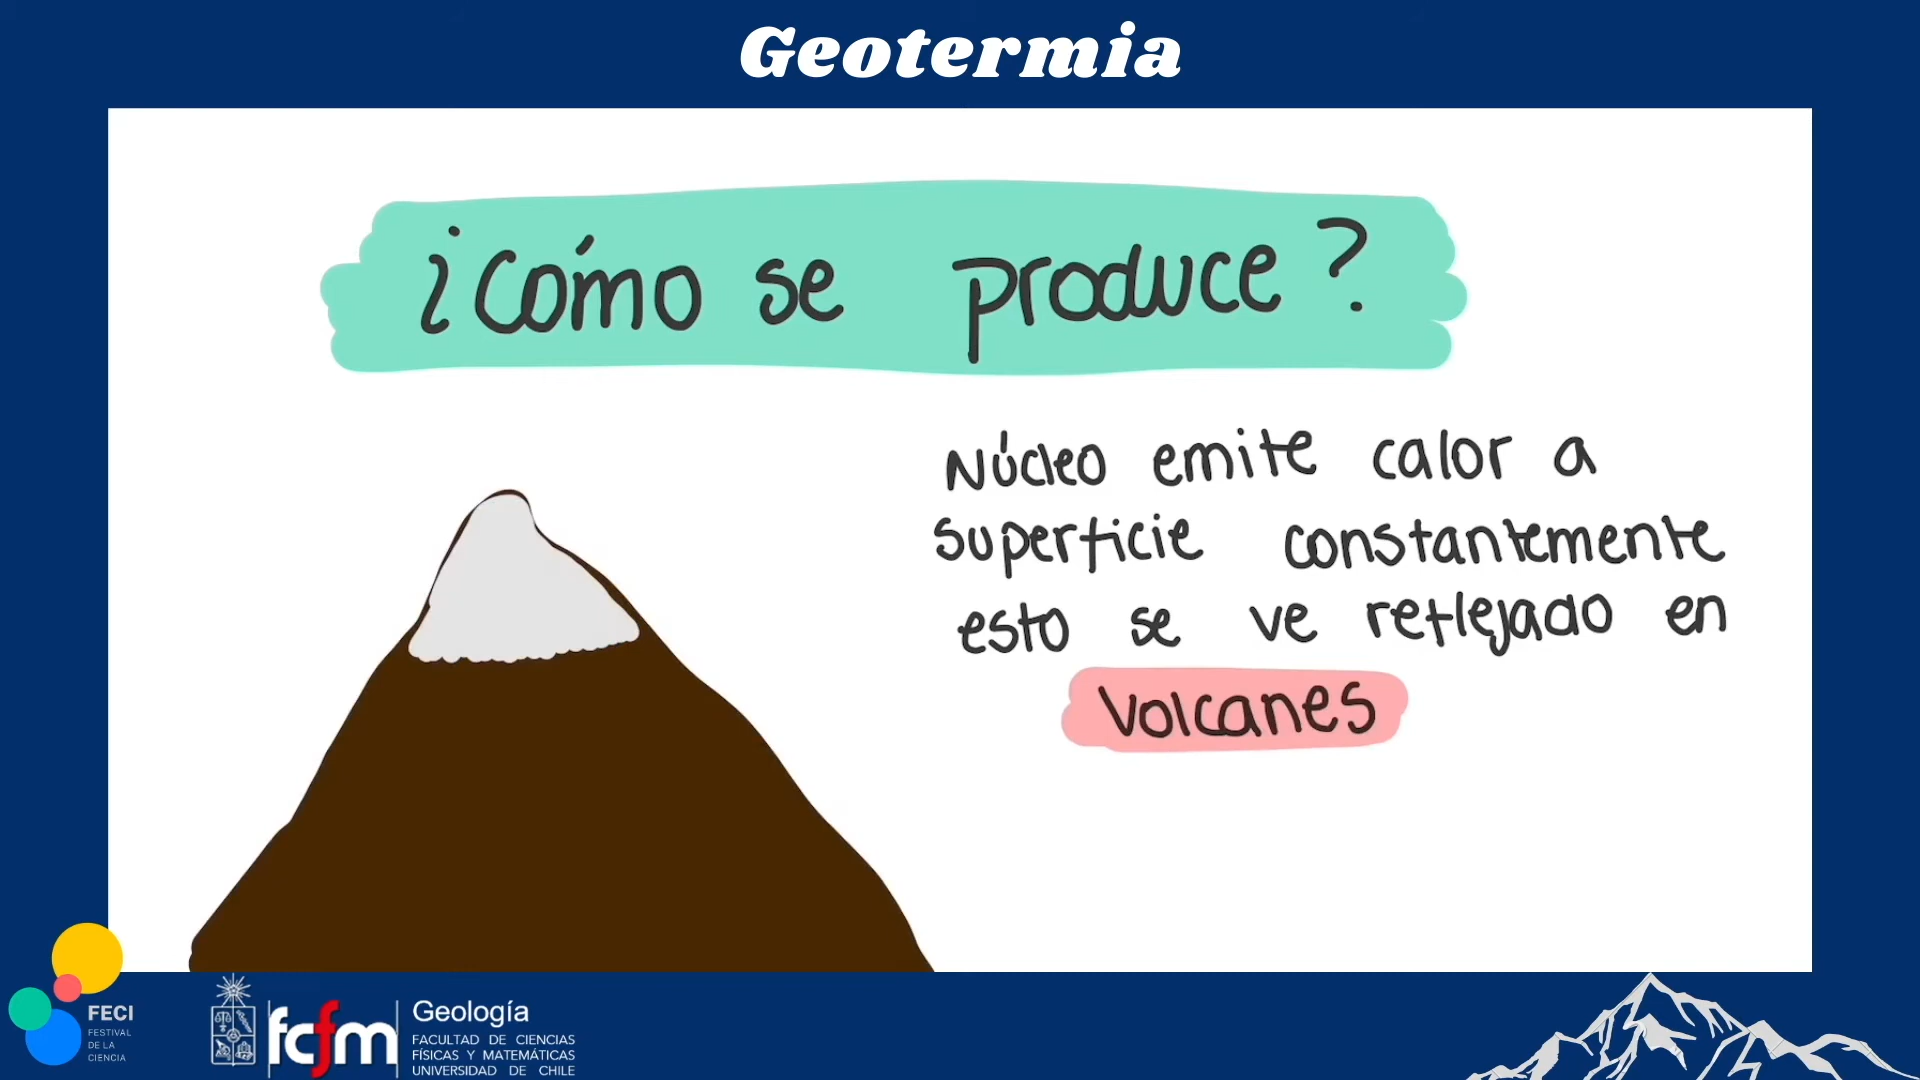 Geotermia
¿Cómo se produce?
Núcleo emite calor a
superficie constantemente
esto se ve reflejado en
volcanes
FECI
FESTIVAL
DE LA
CIENCIA
fcfm
Geología
FACULTAD DE CIENCIAS
FÍSICAS Y MATEMÁTICAS
UNIVERSIDAD DE CHILE